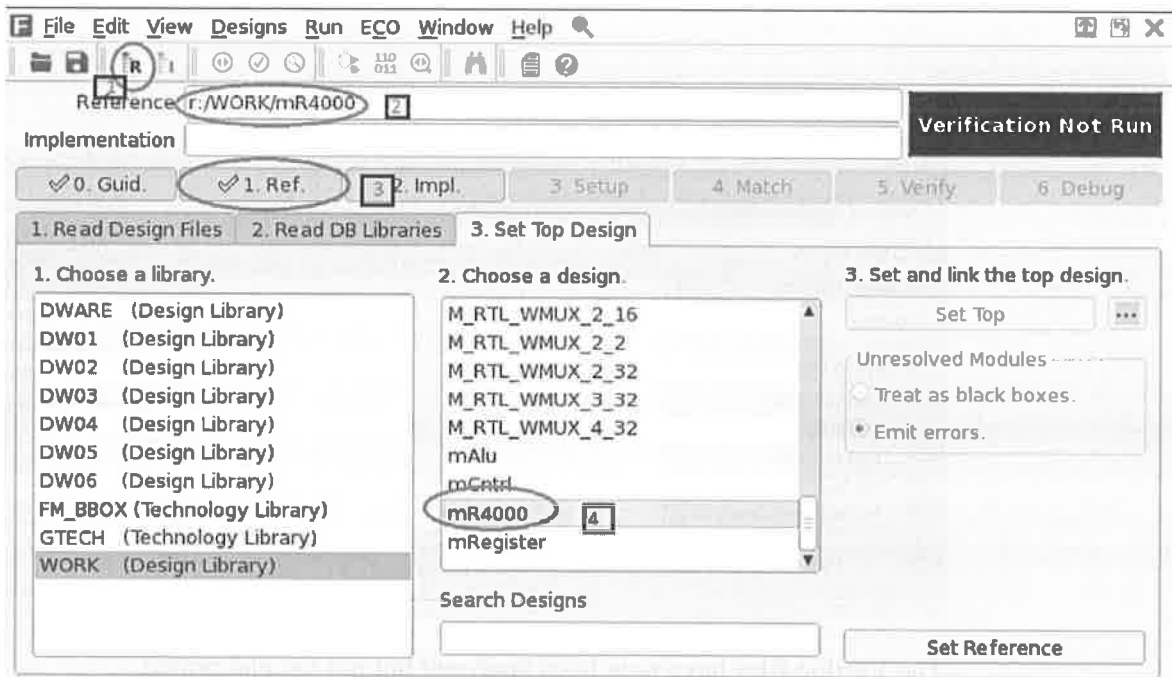 File Edit View Designs Run ECO Window Help
R I 110 011
1
Reference r:/WORK/mR4000 2
Verification Not Run
Implementation
0. Guid. 1. Ref. 3 2. Impl. 3. Setup 4. Match 5. Verify 6. Debug
1. Read Design Files 2. Read DB Libraries 3. Set Top Design
1. Choose a library.
DWARE (Design Library)
DW01 (Design Library)
DW02 (Design Library)
DW03 (Design Library)
DW04 (Design Library)
DW05 (Design Library)
DW06 (Design Library)
FM_BBOX (Technology Library)
GTECH (Technology Library)
WORK (Design Library)
2. Choose a design.
M_RTL_WMUX_2_16
M_RTL_WMUX_2_2
M_RTL_WMUX_2_32
M_RTL_WMUX_3_32
M_RTL_WMUX_4_32
mAlu
mCntrl
mR4000 4
mRegister
Search Designs
3. Set and link the top design.
Set Top ...
Unresolved Modules
Treat as black boxes.
Emit errors.
Set Reference